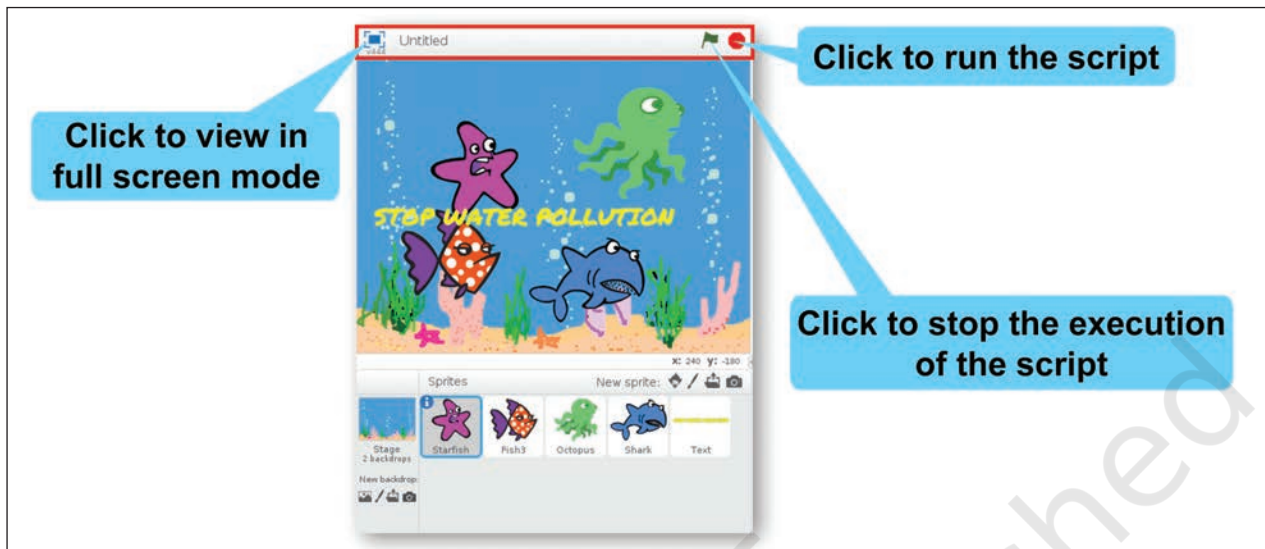 Untitled
Click to run the script
Click to view in
full screen mode
STOP WATER POLLUTION
Click to stop the execution
of the script
x: 240 y: -180
Sprites
New sprite:
Stage
2 backdrops
Starfish
Fish3
Octopus
Shark
Text
New backdrop
shed